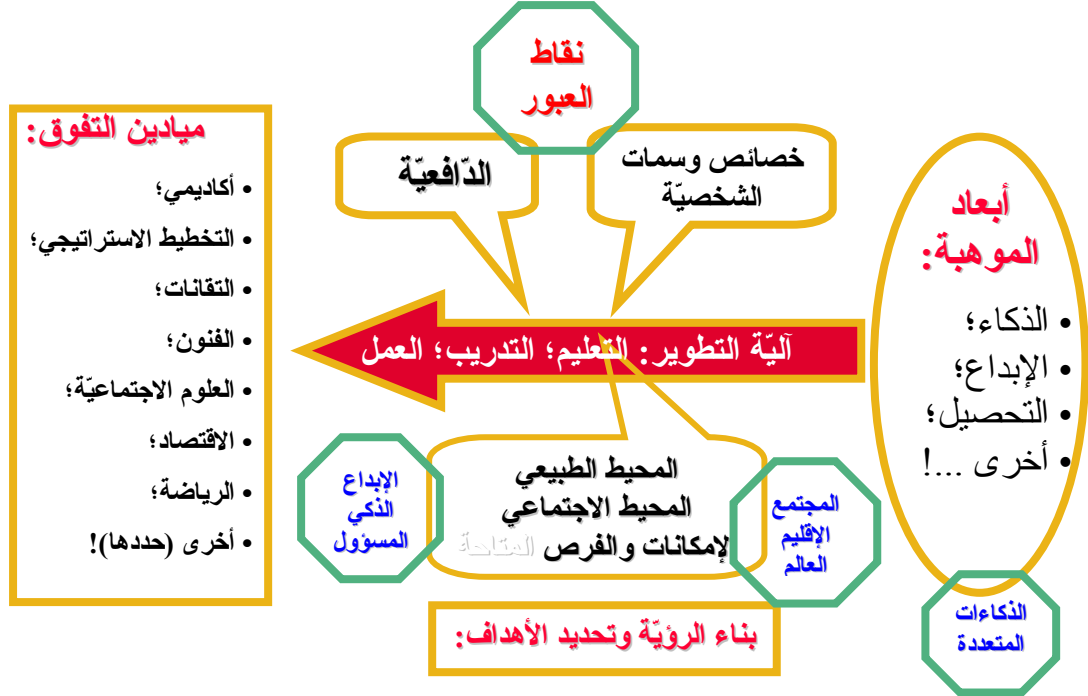 نقاط
العبور
خصائص وسمات
الشخصيّة
الدّافعيّة
أبعاد
الموهبة:
• الذكاء؛
• الإبداع؛
• التحصيل؛
• أخرى ...!
الذكاءات
المتعددة
آليّة التطوير: التعليم؛ التدريب؛ العمل
ميادين التفوق:
• أكاديمي؛
• التخطيط الاستراتيجي؛
• التقانات؛
• الفنون؛
• العلوم الاجتماعيّة؛
• الاقتصاد؛
• الرياضة؛
• أخرى (حددها)!
المحيط الطبيعي
المحيط الاجتماعي
لإمكانات والفرص المتاحة
المجتمع
الإقليم
العالم
الإبداع
الذكي
المسؤول
بناء الرؤيّة وتحديد الأهداف: